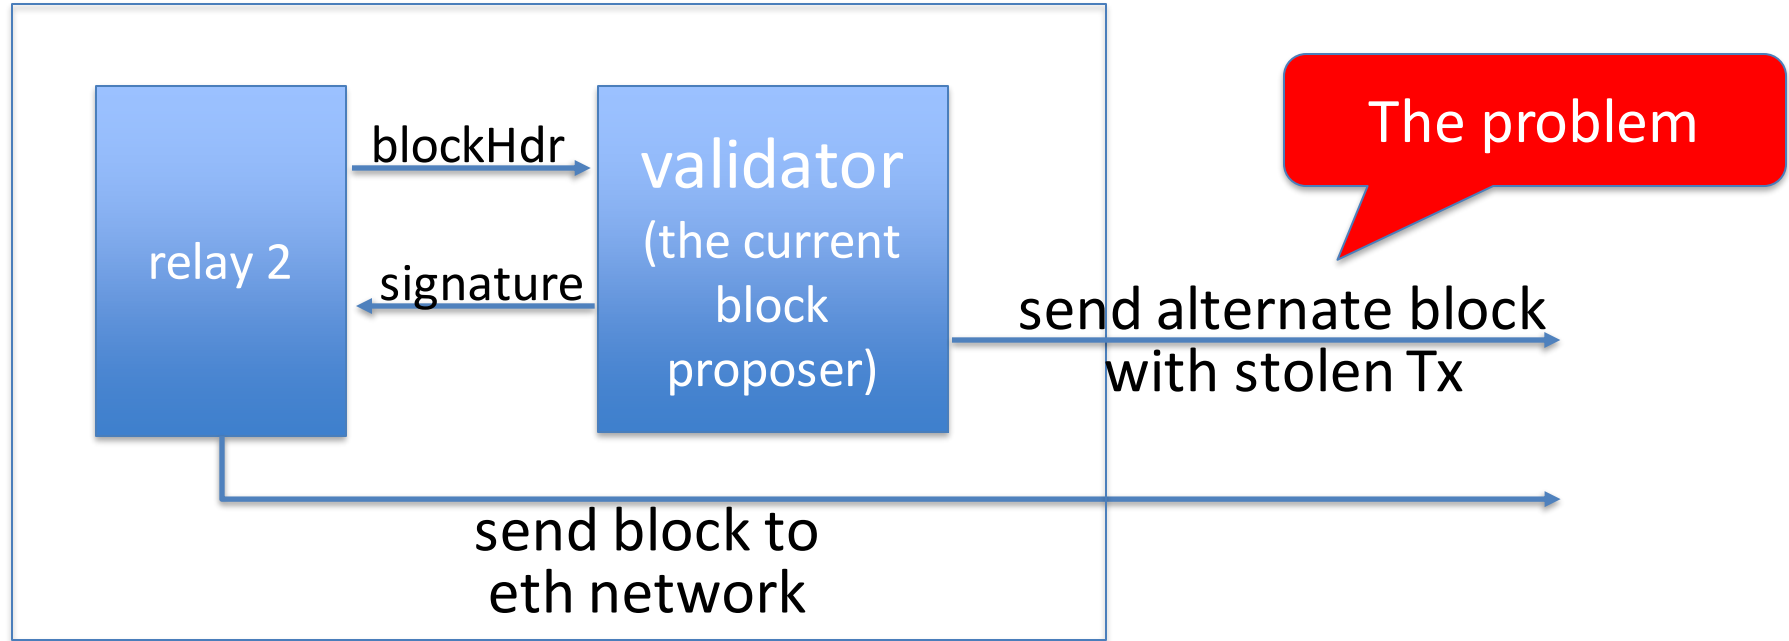 The problem
blockHdr
relay 2
signature
validator
(the current
block
proposer)
send alternate block
with stolen Tx
send block to
eth network